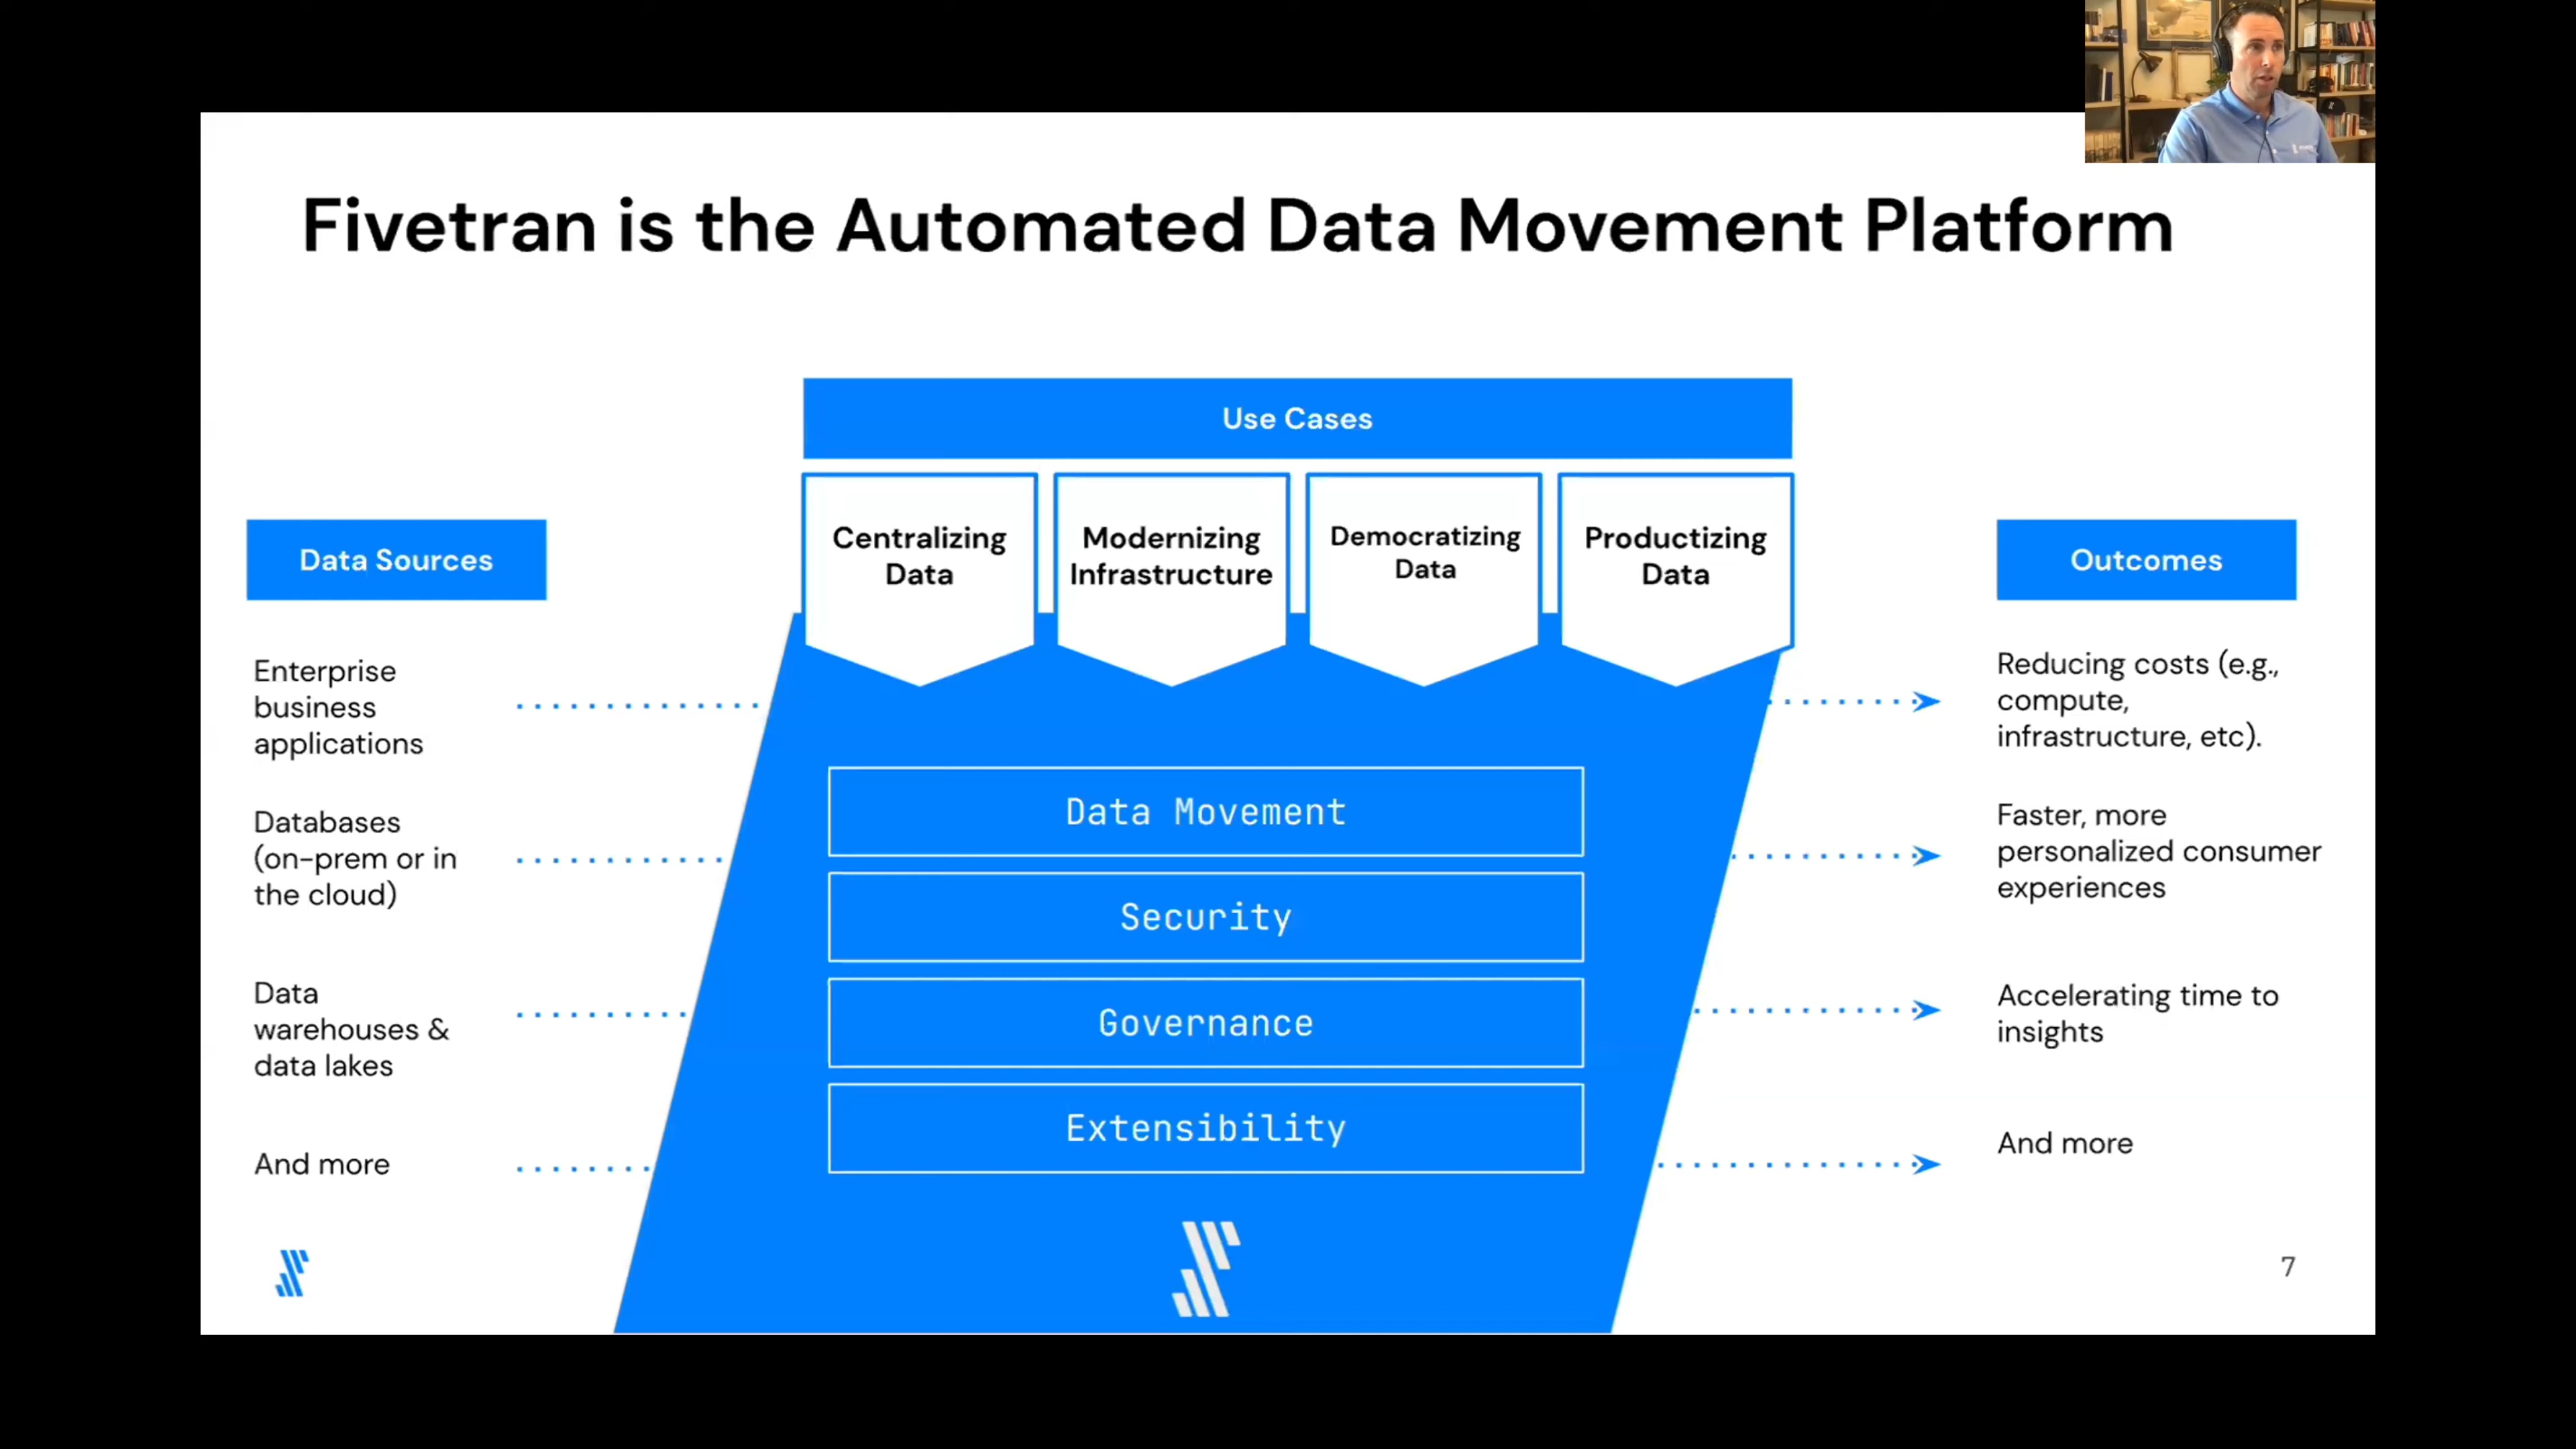 Fivetran is the Automated Data Movement Platform
Use Cases
Centralizing
Data
Modernizing
Infrastructure
Democratizing
Data
Productizing
Data
Data Sources
Enterprise
business
applications
Databases
(on-prem or in
the cloud)
Data
warehouses &
data lakes
And more
Data Movement
Security
Governance
Extensibility
Outcomes
Reducing costs (e.g.,
compute,
infrastructure, etc).
Faster, more
personalized consumer
experiences
Accelerating time to
insights
And more
7